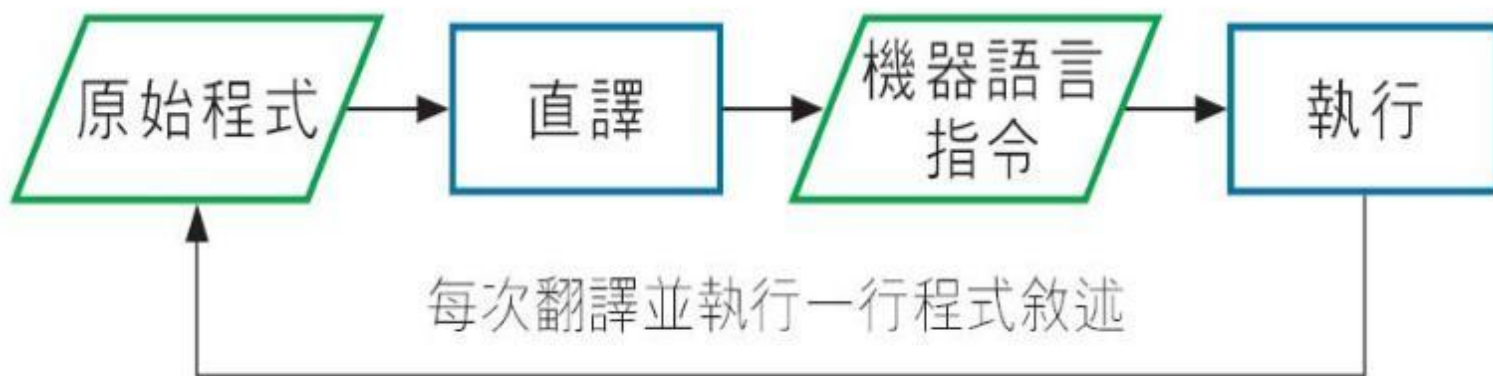 原始程式
直譯
機器語言
指令
執行
每次翻譯並執行一行程式敘述